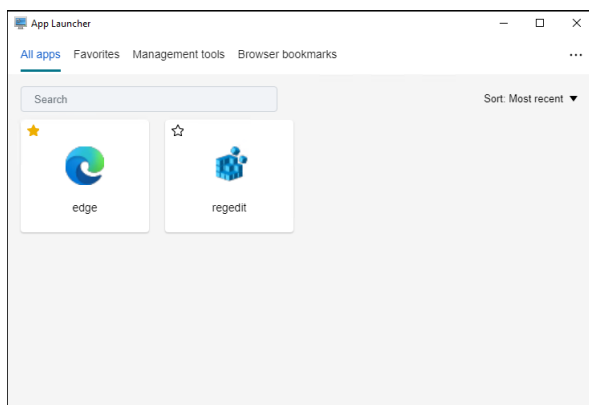 App Launcher
All apps Favorites Management tools Browser bookmarks
Search
Sort: Most recent
edge
regedit